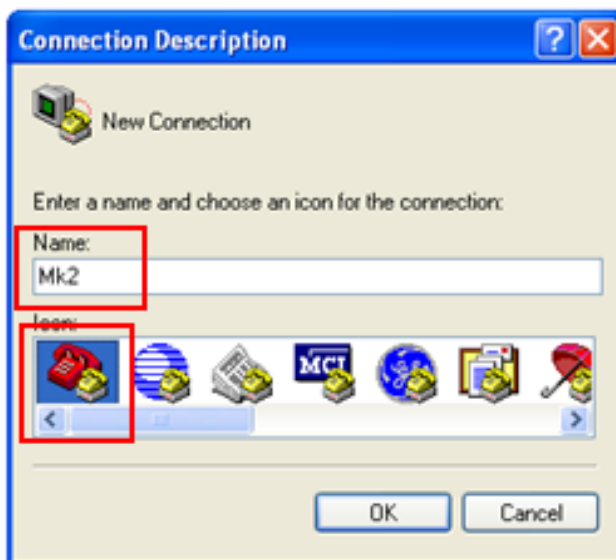 Connection Description
New Connection
Enter a name and choose an icon for the connection:
Name:
Mk2
Icon:
MCI
OK
Cancel